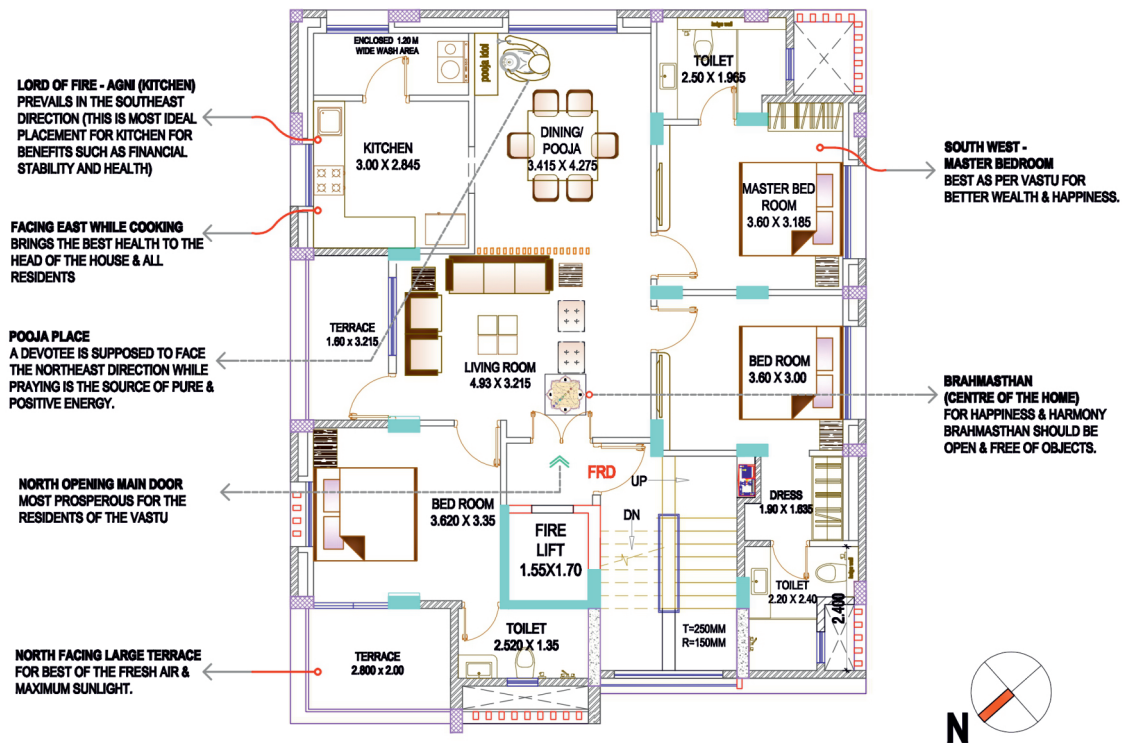 LORD OF FIRE - AGNI (KITCHEN)
PREVAILS IN THE SOUTHEAST
DIRECTION (THIS IS MOST IDEAL
PLACEMENT FOR KITCHEN FOR
BENEFITS SUCH AS FINANCIAL
STABILITY AND HEALTH)
FACING EAST WHILE COOKING
BRINGS THE BEST HEALTH TO THE
HEAD OF THE HOUSE & ALL
RESIDENTS
POOJA PLACE
A DEVOTEE IS SUPPOSED TO FACE
THE NORTHEAST DIRECTION WHILE
PRAYING IS THE SOURCE OF PURE &
POSITIVE ENERGY.
NORTH OPENING MAIN DOOR
MOST PROSPEROUS FOR THE
RESIDENTS OF THE VASTU
NORTH FACING LARGE TERRACE
FOR BEST OF THE FRESH AIR &
MAXIMUM SUNLIGHT.
ENCLOSED 1.20 M
WIDE WASH AREA
pooja idol
KITCHEN
3.00 X 2.845
DINING/
POOJA
3.415 X 4.275
TOILET
2.50 X 1.965
MASTER BED
ROOM
3.60 X 3.185
TERRACE
1.60 x 3.215
LIVING ROOM
4.93 X 3.215
BED ROOM
3.60 X 3.00
BED ROOM
3.620 X 3.35
FRD
UP
DN
FIRE
LIFT
1.55X1.70
DRESS
1.90 X 1.635
TOILET
2.20 X 2.40
2.400
T=250MM
R=150MM
TOILET
2.520 X 1.35
TERRACE
2.800 x 2.00
SOUTH WEST -
MASTER BEDROOM
BEST AS PER VASTU FOR
BETTER WEALTH & HAPPINESS.
BRAHMASTHAN
(CENTRE OF THE HOME)
FOR HAPPINESS & HARMONY
BRAHMASTHAN SHOULD BE
OPEN & FREE OF OBJECTS.
N